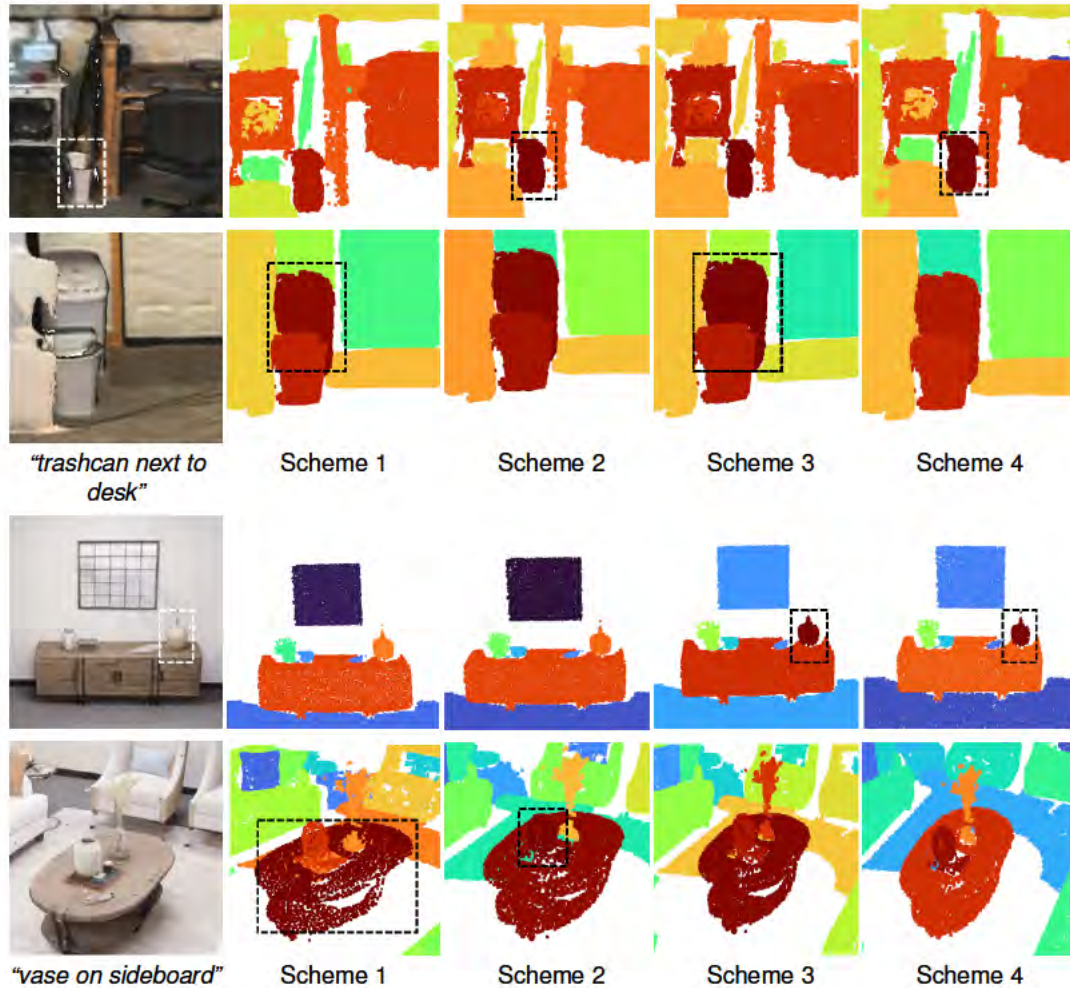 “trashcan next to
desk”
Scheme 1
Scheme 2
Scheme 3
Scheme 4
“vase on sideboard”
Scheme 1
Scheme 2
Scheme 3
Scheme 4